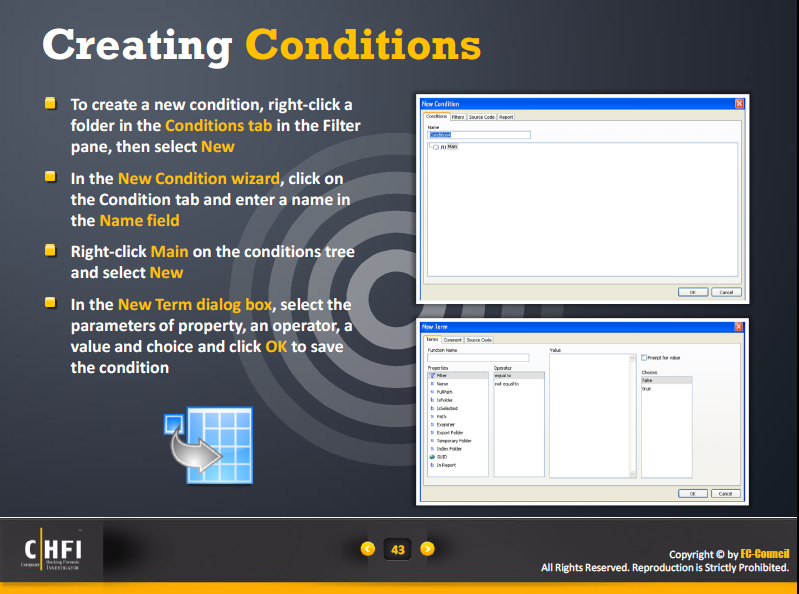 Creating Conditions
To create a new condition, right-click a
folder in the Conditions tab in the Filter
pane, then select New
In the New Condition wizard, click on
the Condition tab and enter a name in
the Name field
Right-click Main on the conditions tree
and select New
In the New Term dialog box, select the
parameters of property, an operator, a
value and choice and click OK to save
the condition
New Condition
Conditions Filters Source Code Report
Name
Conditions
Main
OK Cancel
New Term
Terms Comment Source Code
Function Name
Value
Prompt for value
Properties
Operator
Choices
Filter
Name
FullPath
IsFolder
IsSelected
Path
Examiner
Export Folder
Temporary Folder
Index Folder
GUID
In Report
equal to
not equal to
false
true
OK Cancel
CHFI
Computer Hacking Forensic
INVESTIGATOR
43
Copyright © by EC-Council
All Rights Reserved. Reproduction is Strictly Prohibited.